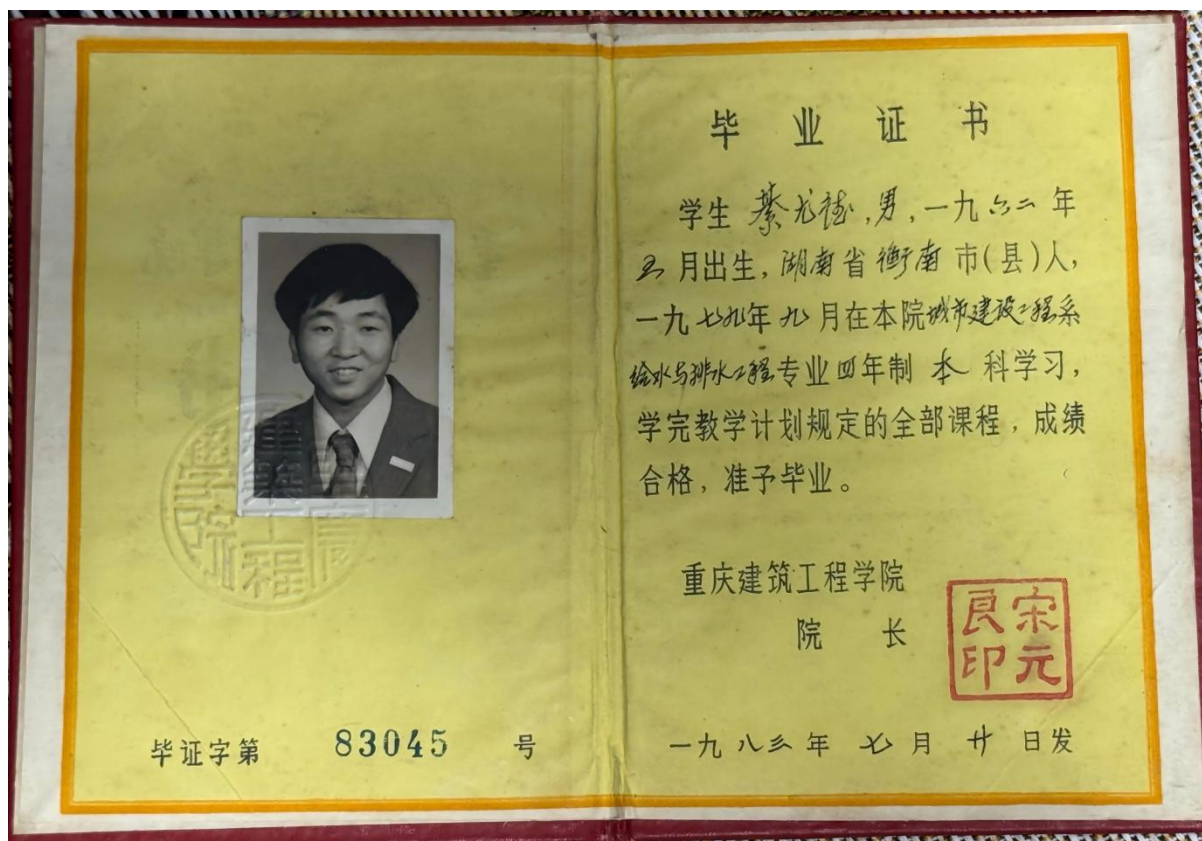 毕证字第 83045 号
毕业证书
学生 ,男,一九六二年
五月出生,湖南省衡南市(县)人,
一九七九年九月在本院城市建设工程系
给水与排水工程专业四年制本科学习,
学完教学计划规定的全部课程,成绩
合格,准予毕业。
重庆建筑工程学院
院长
宋元
良印
一九八三年七月廿日发